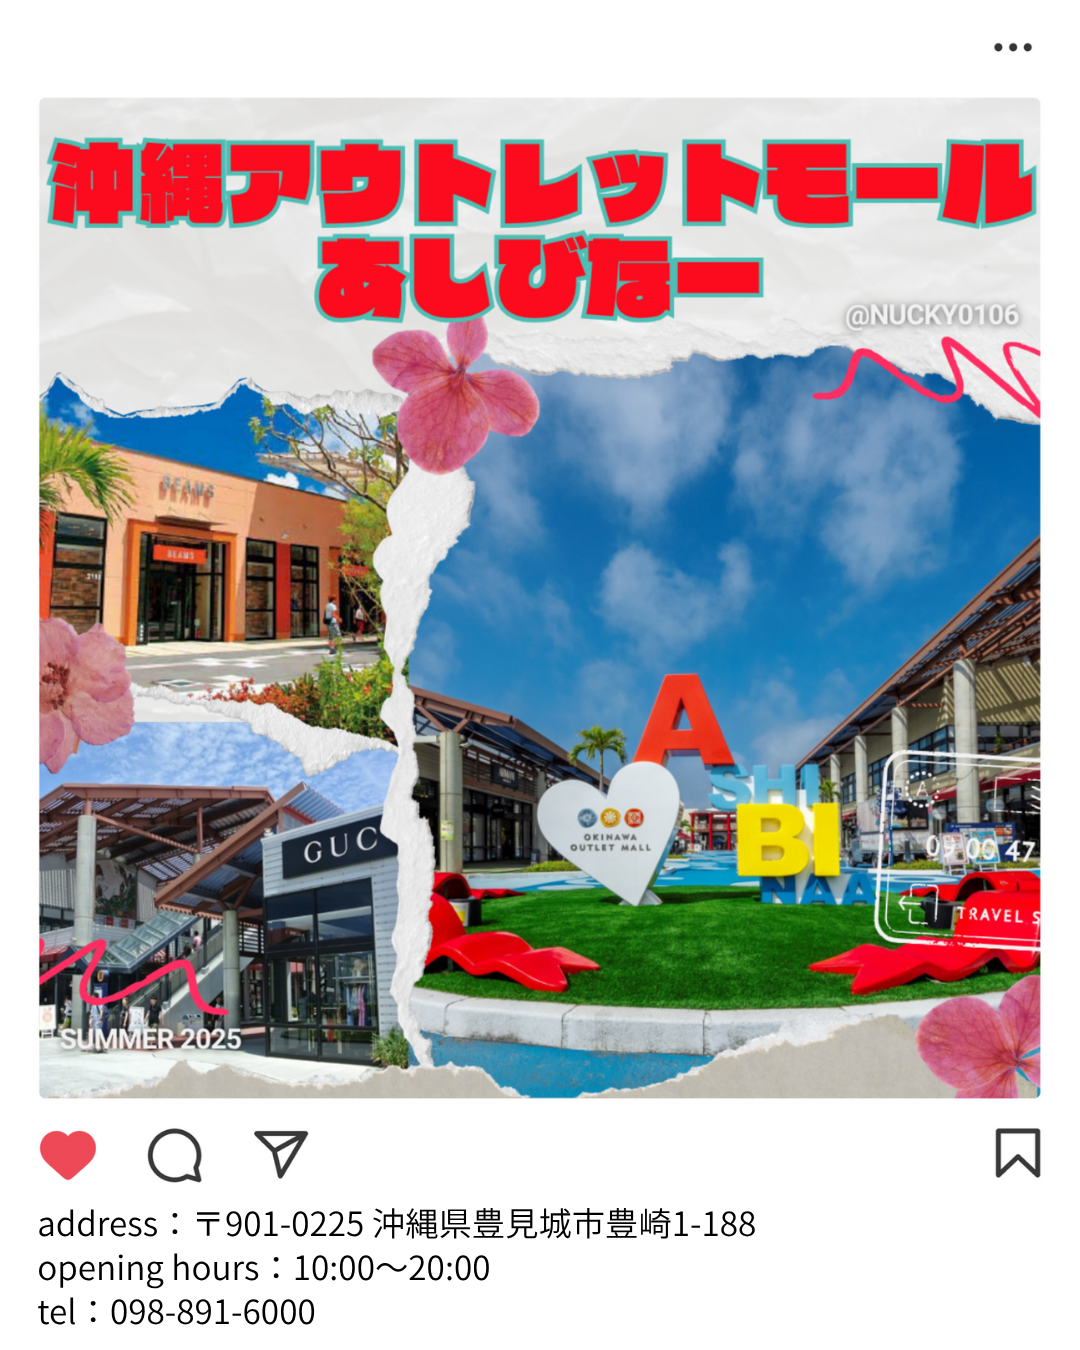 沖縄アウトレットモール
あしびなー
@NUCKY0106
BEAMS
BEAMS
A
SHI
BI
NAA
OKINAWA
OUTLET MALL
GUC
09 00 47
TRAVEL S
SUMMER 2025
address：〒901-0225 沖縄県豊見城市豊崎1-188
opening hours：10:00～20:00
tel：098-891-6000